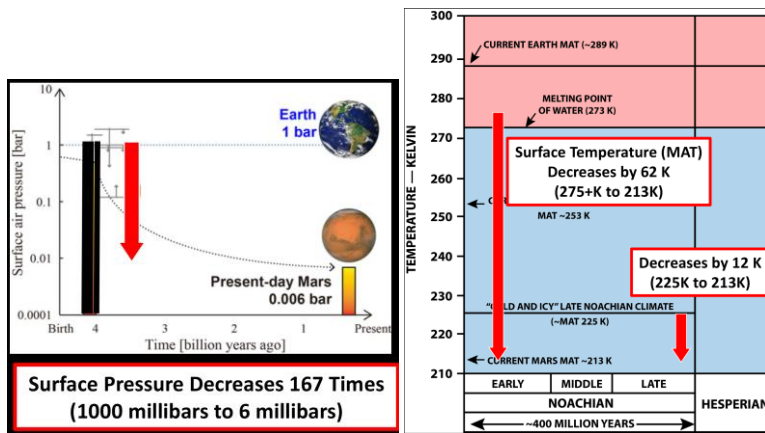 10
1
0.1
0.01
0.0001
Surface air pressure [bar]
Earth
1 bar
Present-day Mars
0.006 bar
Birth 4 3 2 1 Present
Time [billion years ago]
Surface Pressure Decreases 167 Times
(1000 millibars to 6 millibars)
300
290
280
270
260
250
240
230
220
210
TEMPERATURE — KELVIN
CURRENT EARTH MAT (~289 K)
MELTING POINT
OF WATER (273 K)
Surface Temperature (MAT)
Decreases by 62 K
(275+K to 213K)
MAT ~253 K
Decreases by 12 K
(225K to 213K)
AND ICY” LATE NOACHIAN CLIMATE
(~MAT 225 K)
CURRENT MARS MAT ~213 K
EARLY MIDDLE LATE
NOACHIAN HESPERIAN
~400 MILLION YEARS